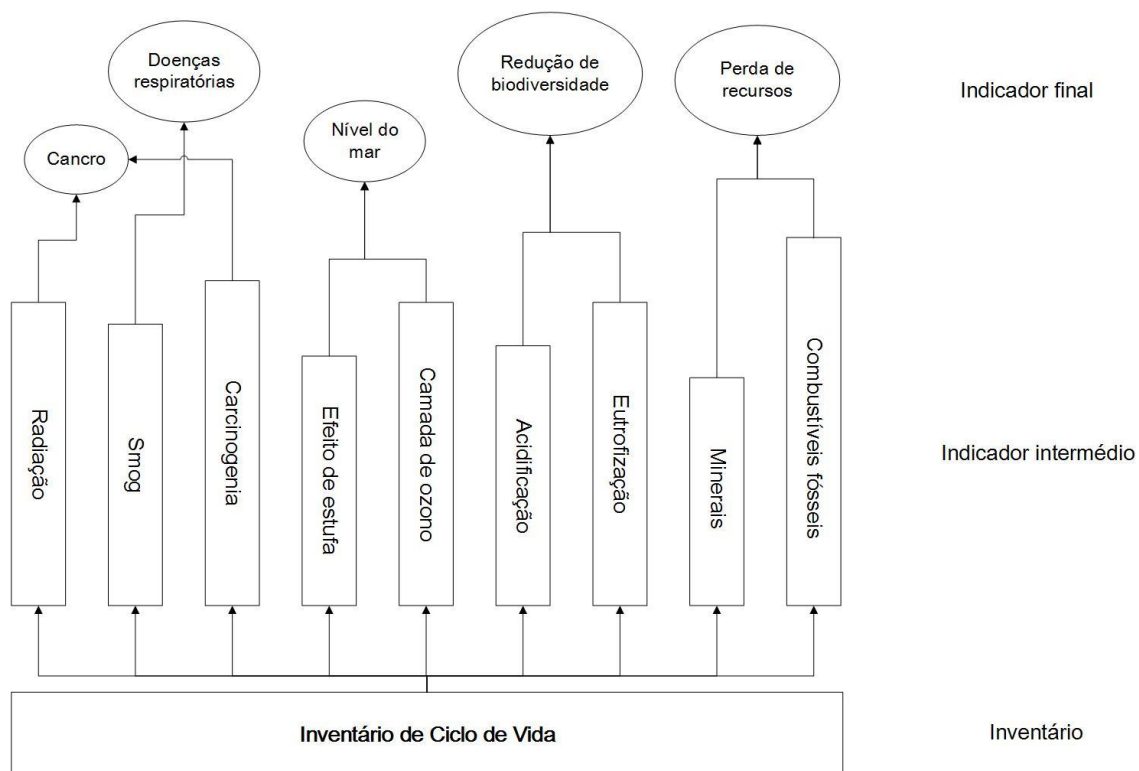 Doenças
respiratórias
Redução de
biodiversidade
Perda de
recursos
Indicador final
Nível do
mar
Cancro
Radiação
Smog
Carcinogenia
Efeito de estufa
Camada de ozono
Acidificação
Eutrofização
Minerais
Combustíveis fósseis
Indicador intermédio
Inventário de Ciclo de Vida
Inventário